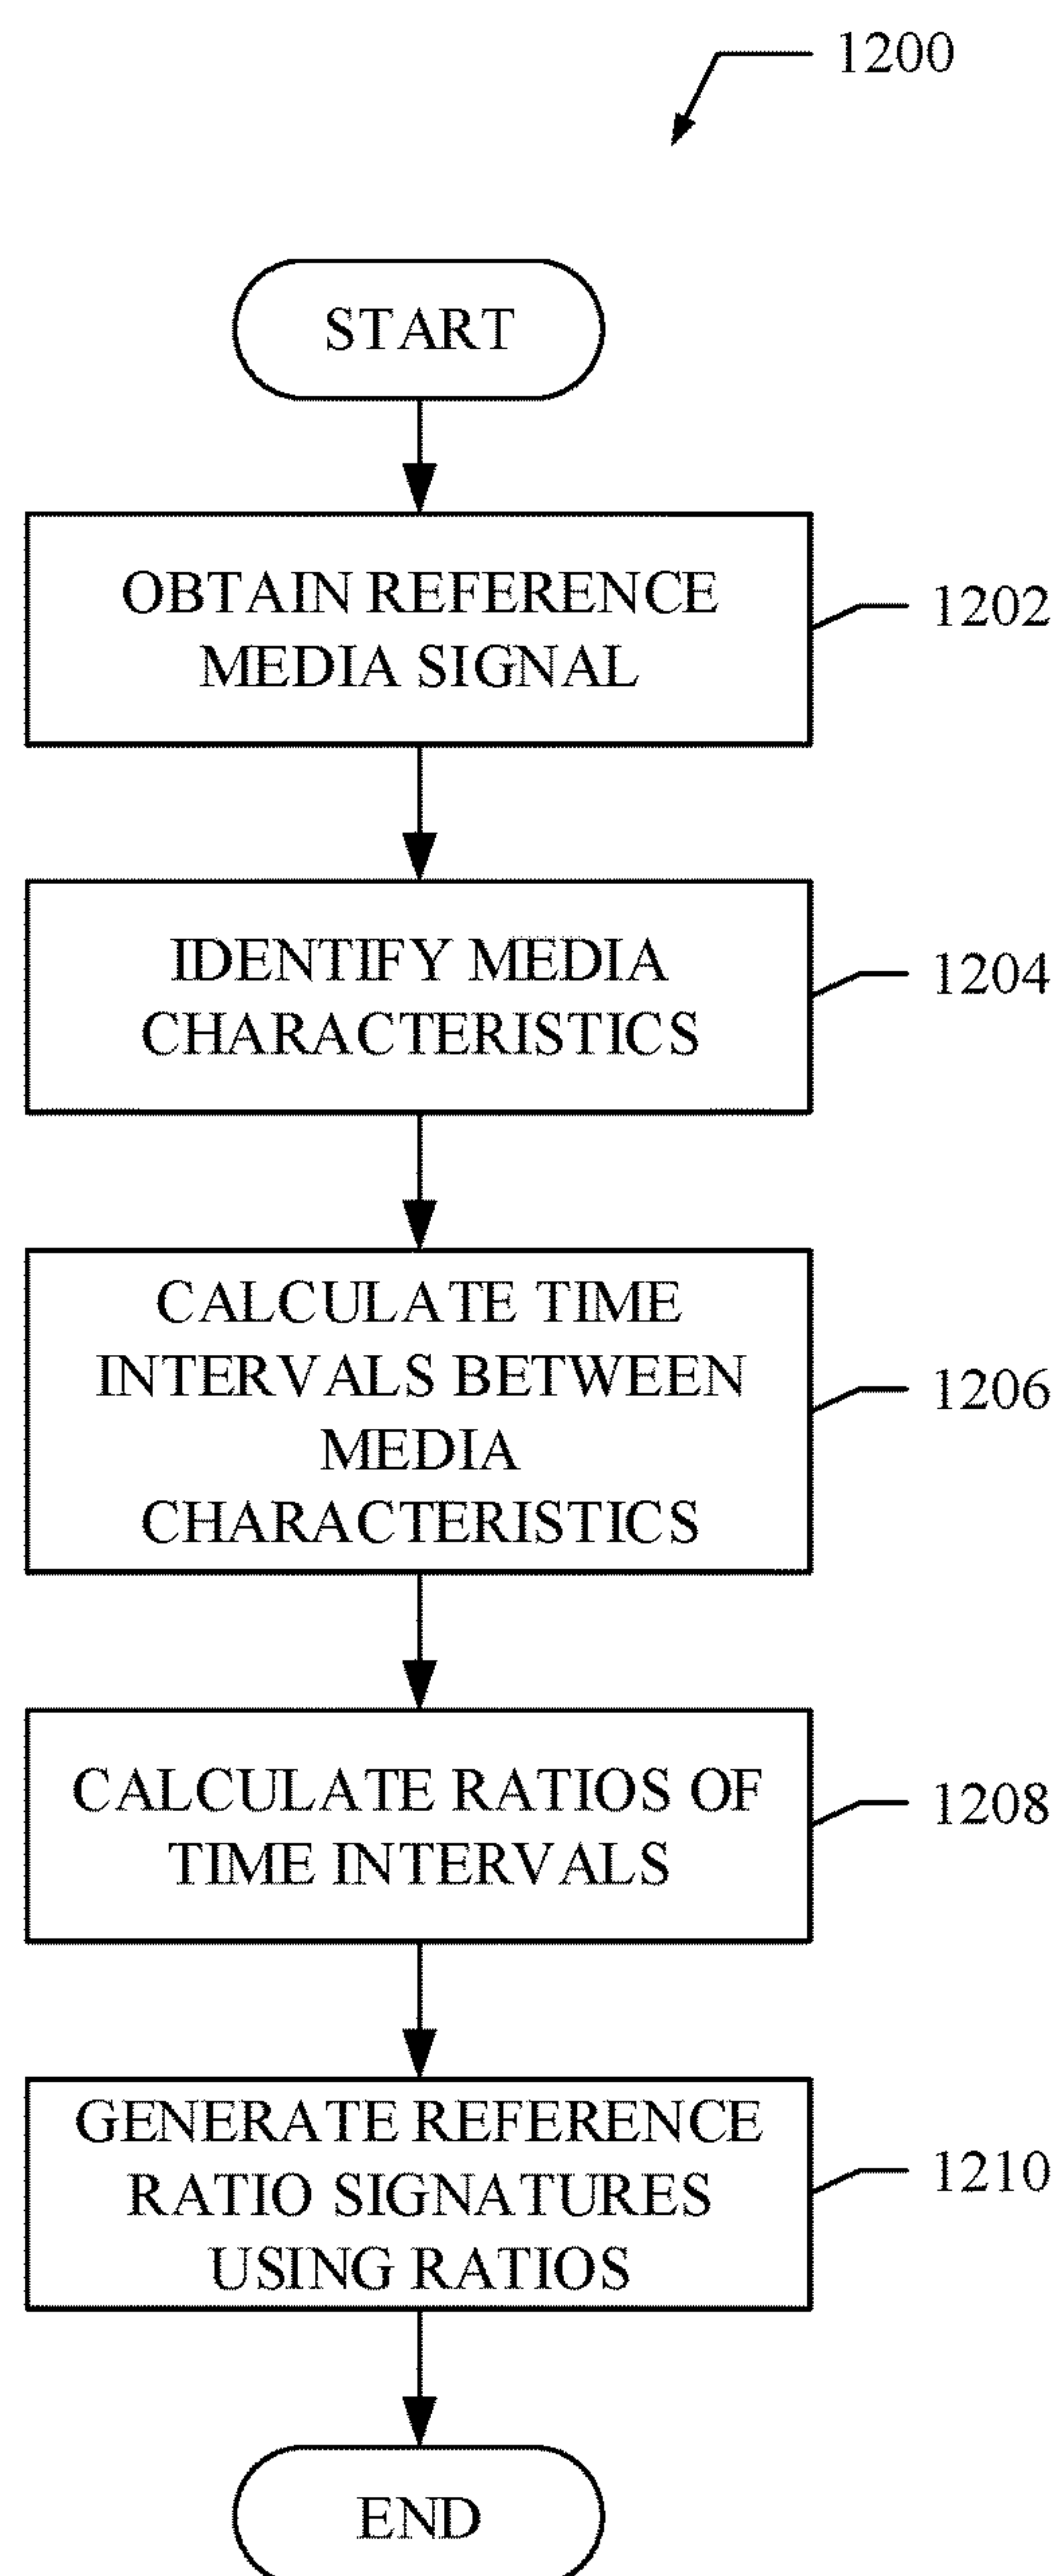 1200
START
OBTAIN REFERENCE
MEDIA SIGNAL
1202
IDENTIFY MEDIA
CHARACTERISTICS
1204
CALCULATE TIME
INTERVALS BETWEEN
MEDIA
CHARACTERISTICS
1206
CALCULATE RATIOS OF
TIME INTERVALS
1208
GENERATE REFERENCE
RATIO SIGNATURES
USING RATIOS
1210
END